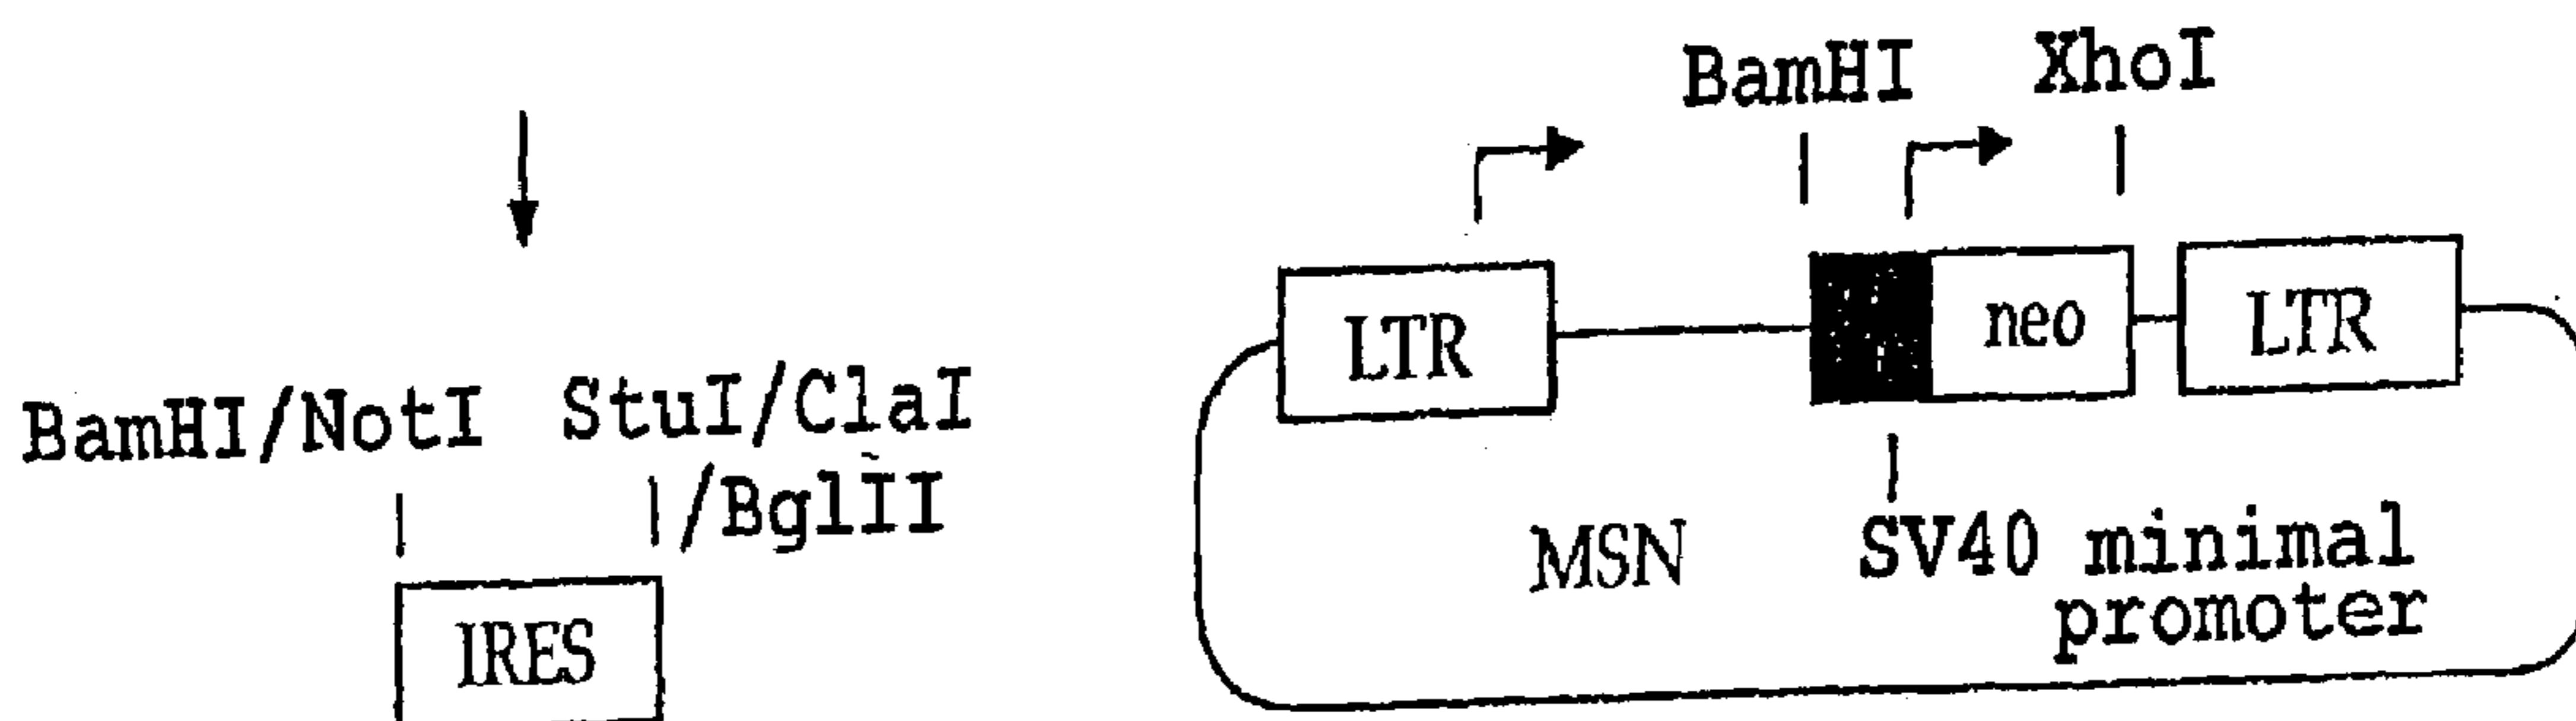 BamHI XhoI
LTR neo LTR
BamHI/NotI StuI/ClaI
/BglII
MSN SV40 minimal
promoter
IRES